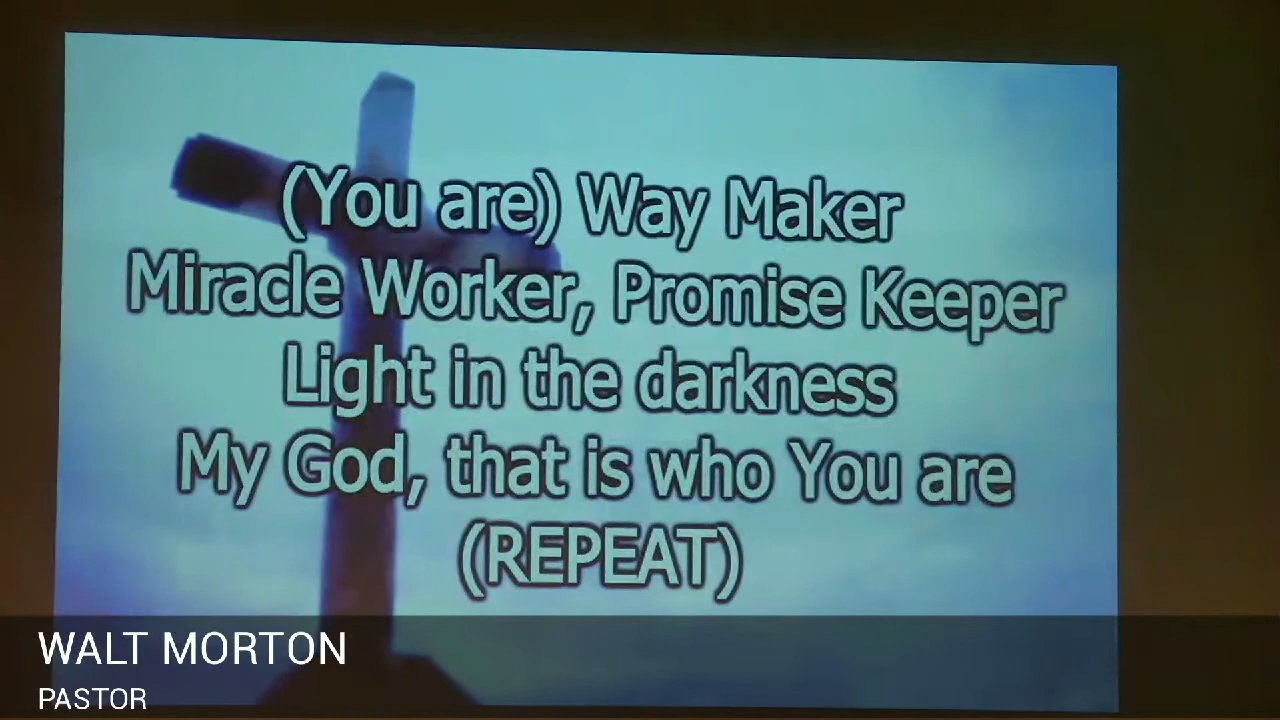 (You are) Way Maker
Miracle Worker, Promise Keeper
Light in the darkness
My God, that is who You are
(REPEAT)
WALT MORTON
PASTOR